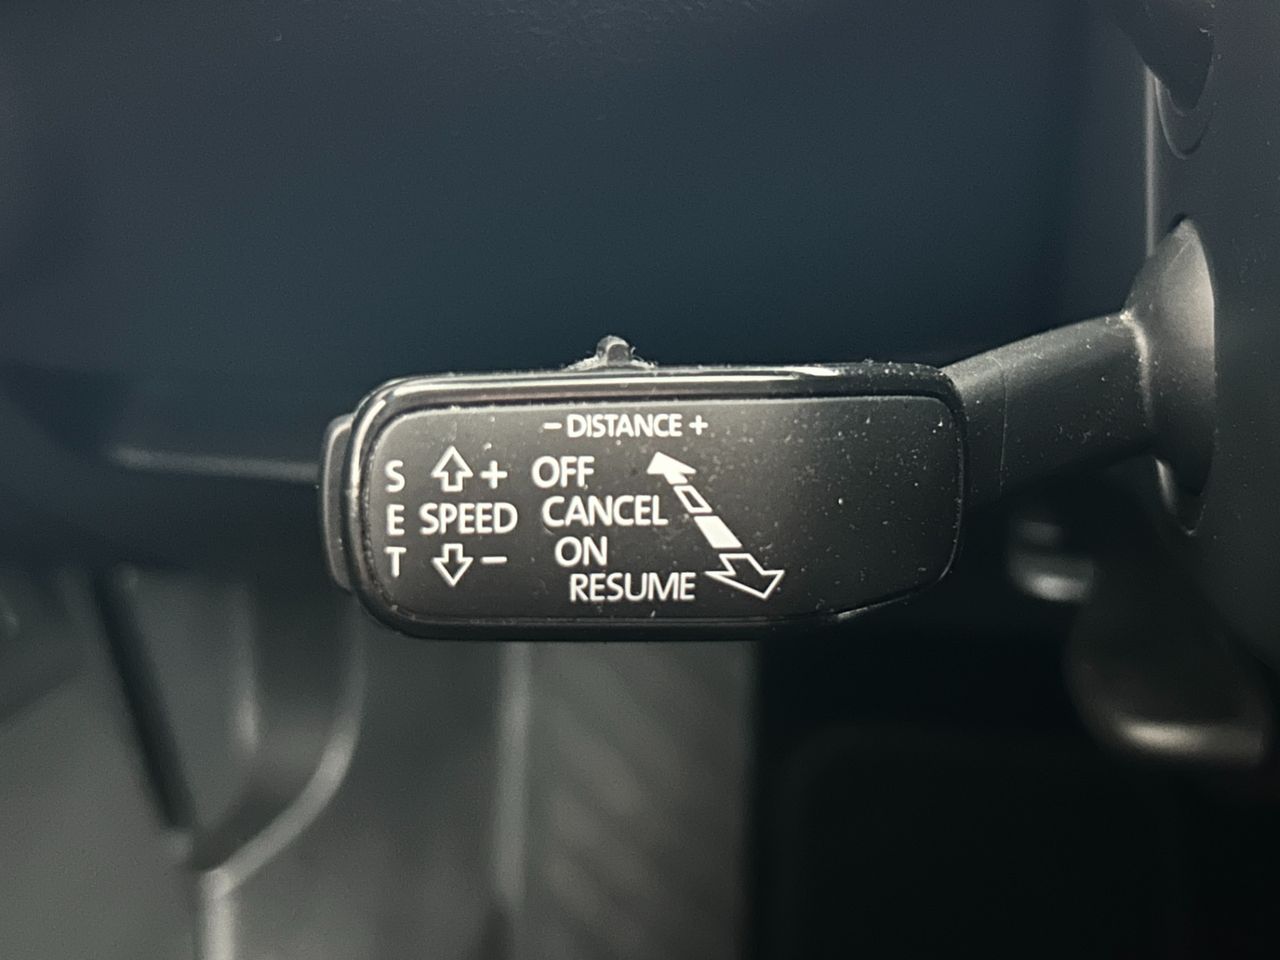 - DISTANCE +
S ⇧ + OFF
E SPEED CANCEL
T ⇩ - ON
RESUME